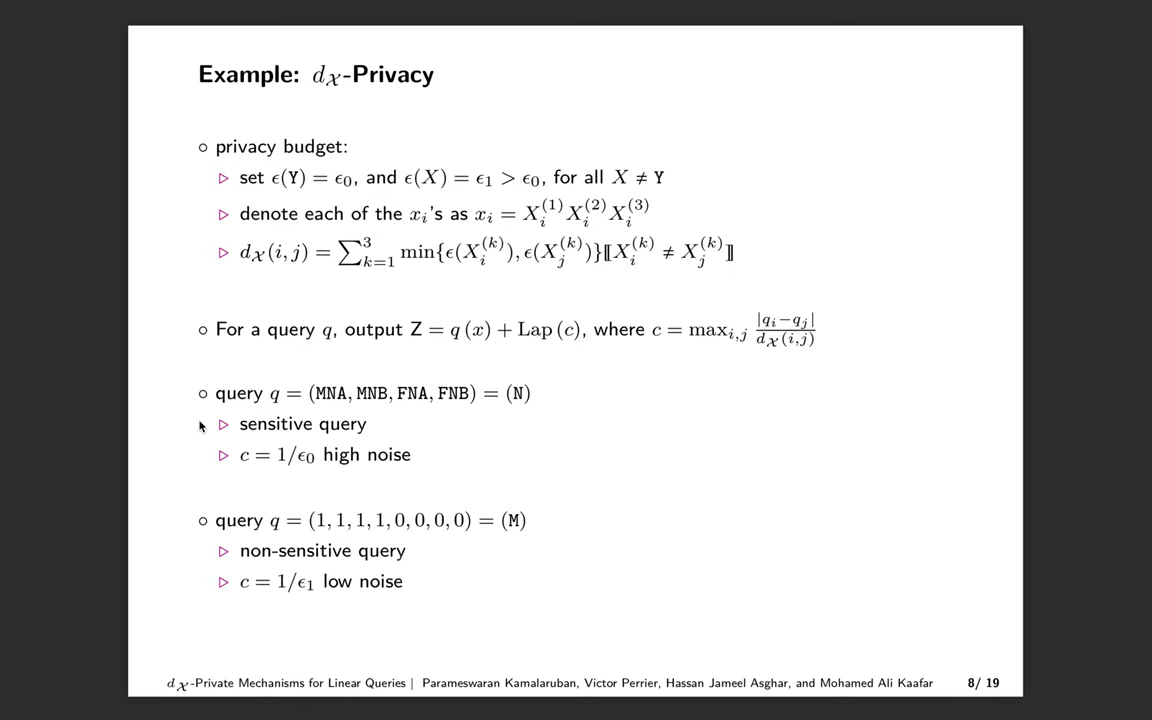 Example: d𝒳-Privacy
∘ privacy budget:
▷ set ϵ(Y) = ϵ₀, and ϵ(X) = ϵ₁ > ϵ₀, for all X ≠ Y
▷ denote each of the xᵢ's as xᵢ = Xᵢ⁽¹⁾Xᵢ⁽²⁾Xᵢ⁽³⁾
▷ d𝒳(i, j) = ∑³ₖ₌₁ min{ϵ(Xᵢ⁽ᵏ⁾), ϵ(Xⱼ⁽ᵏ⁾)}⟦Xᵢ⁽ᵏ⁾ ≠ Xⱼ⁽ᵏ⁾⟧
∘ For a query q, output Z = q (x) + Lap (c), where c = maxᵢ,ⱼ |qᵢ−qⱼ| / d𝒳(i,j)
∘ query q = (MNA, MNB, FNA, FNB) = (N)
▷ sensitive query
▷ c = 1/ϵ₀ high noise
∘ query q = (1, 1, 1, 1, 0, 0, 0, 0) = (M)
▷ non-sensitive query
▷ c = 1/ϵ₁ low noise
d𝒳-Private Mechanisms for Linear Queries | Parameswaran Kamalaruban, Victor Perrier, Hassan Jameel Asghar, and Mohamed Ali Kaafar 8/ 19